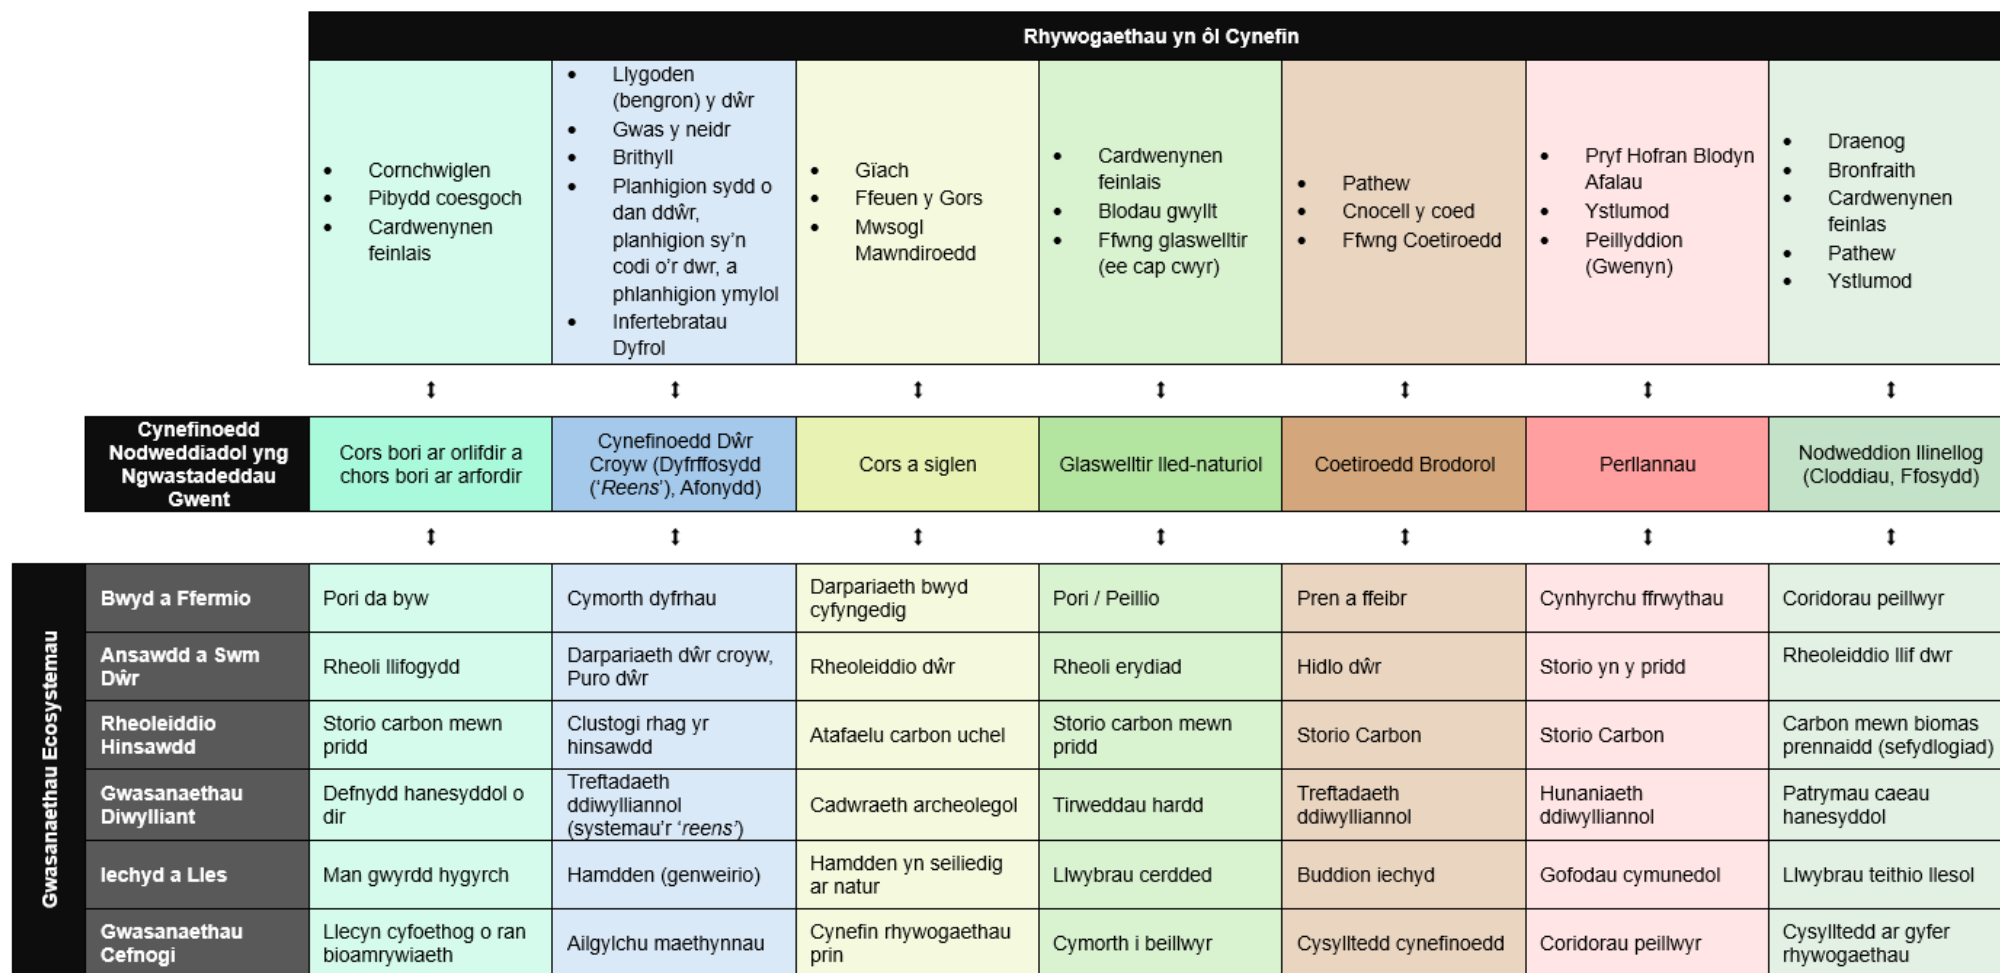 Rhywogaethau yn ôl Cynefin
• Cornchwiglen
• Pibydd coesgoch
• Cardwenynen
feinlais
• Llygoden
(bengron) y dŵr
• Gwas y neidr
• Brithyll
• Planhigion sydd o
dan ddŵr,
planhigion sy’n
codi o’r dwr, a
phlanhigion ymylol
• Infertebratau
Dyfrol
• Gïach
• Ffeuen y Gors
• Mwsogl
Mawndiroedd
• Cardwenynen
feinlais
• Blodau gwyllt
• Ffwng glaswelltir
(ee cap cwyr)
• Pathew
• Cnocell y coed
• Ffwng Coetiroedd
• Pryf Hofran Blodyn
Afalau
• Ystlumod
• Peillyddion
(Gwenyn)
• Draenog
• Bronfraith
• Cardwenynen
feinlas
• Pathew
• Ystlumod
Cynefinoedd
Nodweddiadol yng
Ngwastadeddau
Gwent
Cors bori ar orlifdir a
chors bori ar arfordir
Cynefinoedd Dŵr
Croyw (Dyfrffosydd
(‘Reens’), Afonydd)
Cors a siglen
Glaswelltir lled-naturiol
Coetiroedd Brodorol
Perllannau
Nodweddion llinellog
(Cloddiau, Ffosydd)
Gwasanaethau Ecosystemau
Bwyd a Ffermio
Pori da byw
Cymorth dyfrhau
Darpariaeth bwyd
cyfyngedig
Pori / Peillio
Pren a ffeibr
Cynhyrchu ffrwythau
Coridorau peillwyr
Ansawdd a Swm
Dŵr
Rheoli llifogydd
Darpariaeth dŵr croyw,
Puro dŵr
Rheoleiddio dŵr
Rheoli erydiad
Hidlo dŵr
Storio yn y pridd
Rheoleiddio llif dwr
Rheoleiddio
Hinsawdd
Storio carbon mewn
pridd
Clustogi rhag yr
hinsawdd
Atafaelu carbon uchel
Storio carbon mewn
pridd
Storio Carbon
Storio Carbon
Carbon mewn biomas
prennaidd (sefydlogiad)
Gwasanaethau
Diwylliant
Defnydd hanesyddol o
dir
Treftadaeth
ddiwylliannol
(systemau’r ‘reens’)
Cadwraeth archeolegol
Tirweddau hardd
Treftadaeth
ddiwylliannol
Hunaniaeth
ddiwylliannol
Patrymau caeau
hanesyddol
Iechyd a Lles
Man gwyrdd hygyrch
Hamdden (genweirio)
Hamdden yn seiliedig
ar natur
Llwybrau cerdded
Buddion iechyd
Gofodau cymunedol
Llwybrau teithio llesol
Gwasanaethau
Cefnogi
Llecyn cyfoethog o ran
bioamrywiaeth
Ailgylchu maethynnau
Cynefin rhywogaethau
prin
Cymorth i beillwyr
Cysylltedd cynefinoedd
Coridorau peillwyr
Cysylltedd ar gyfer
rhywogaethau